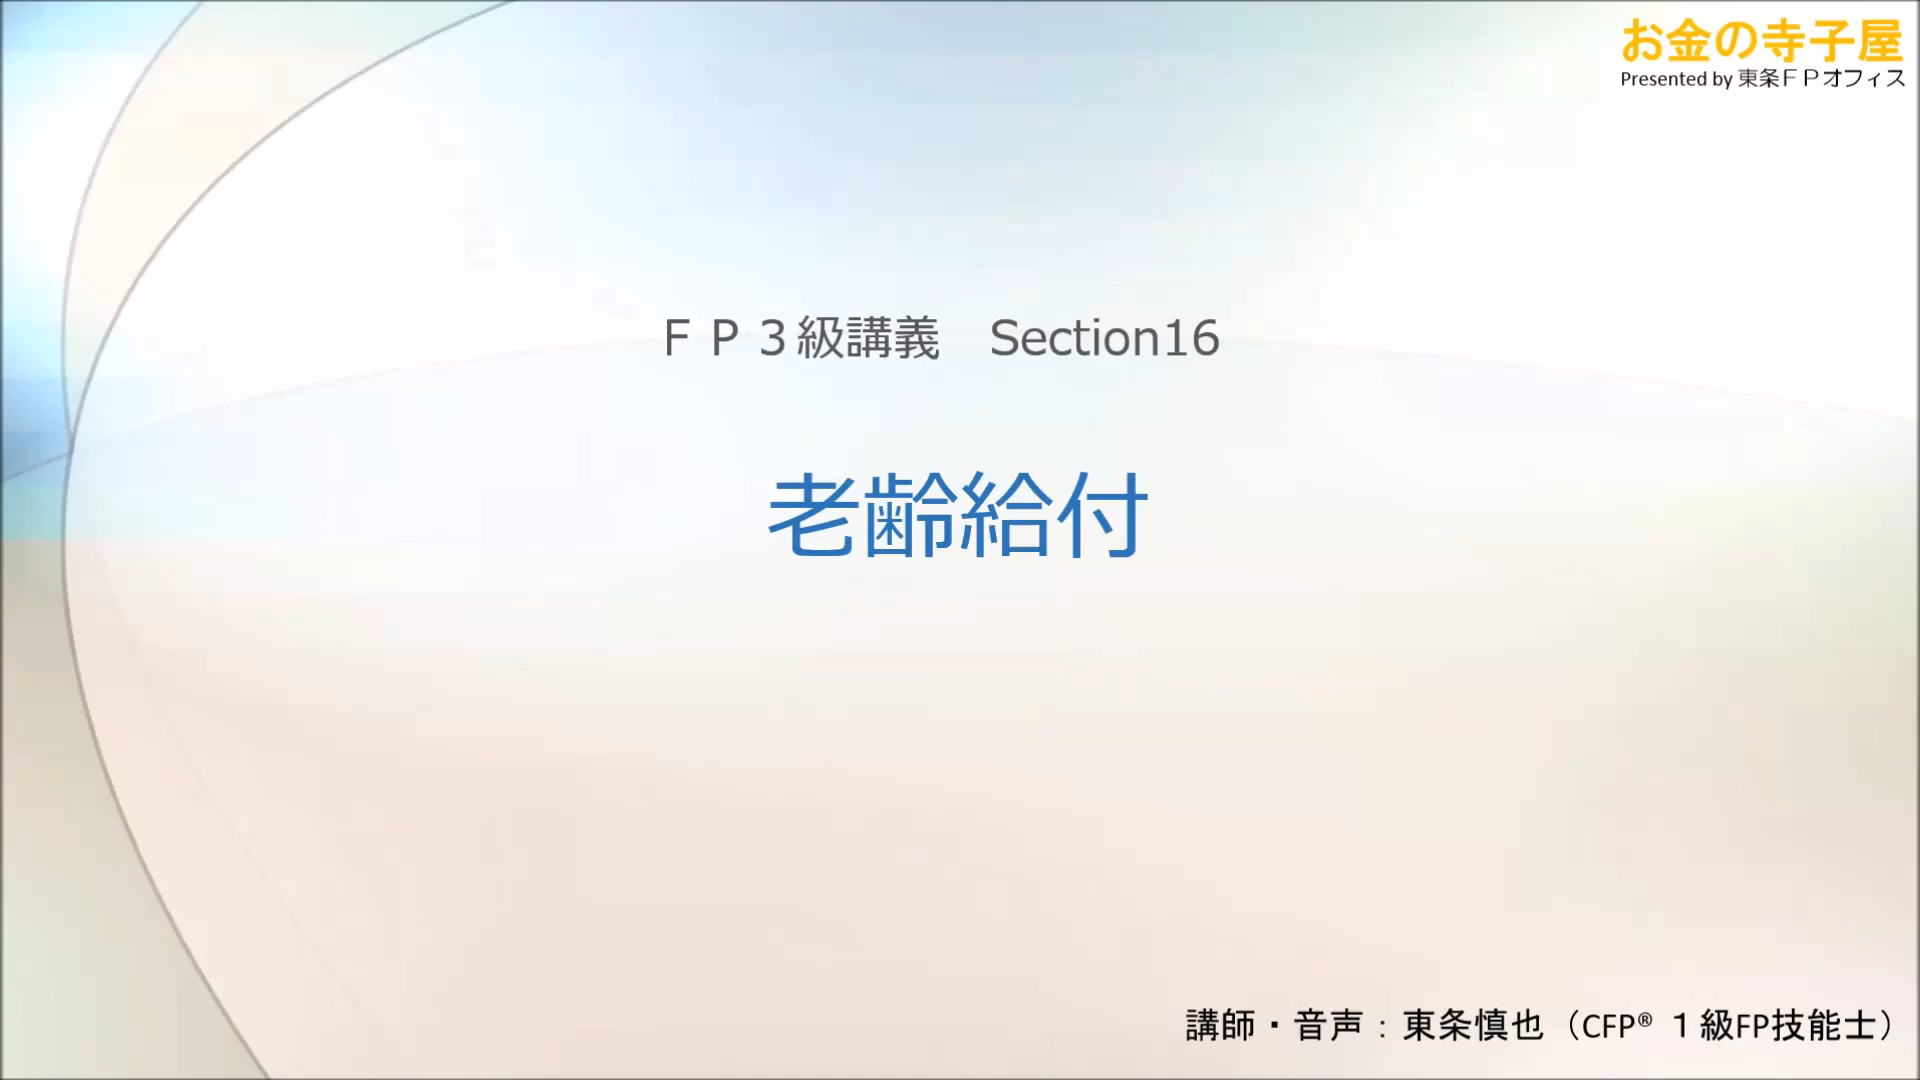 お金の寺子屋
Presented by 東条ＦＰオフィス
ＦＰ３級講義　Section16
老齢給付
講師・音声：東条慎也（CFP® １級FP技能士）